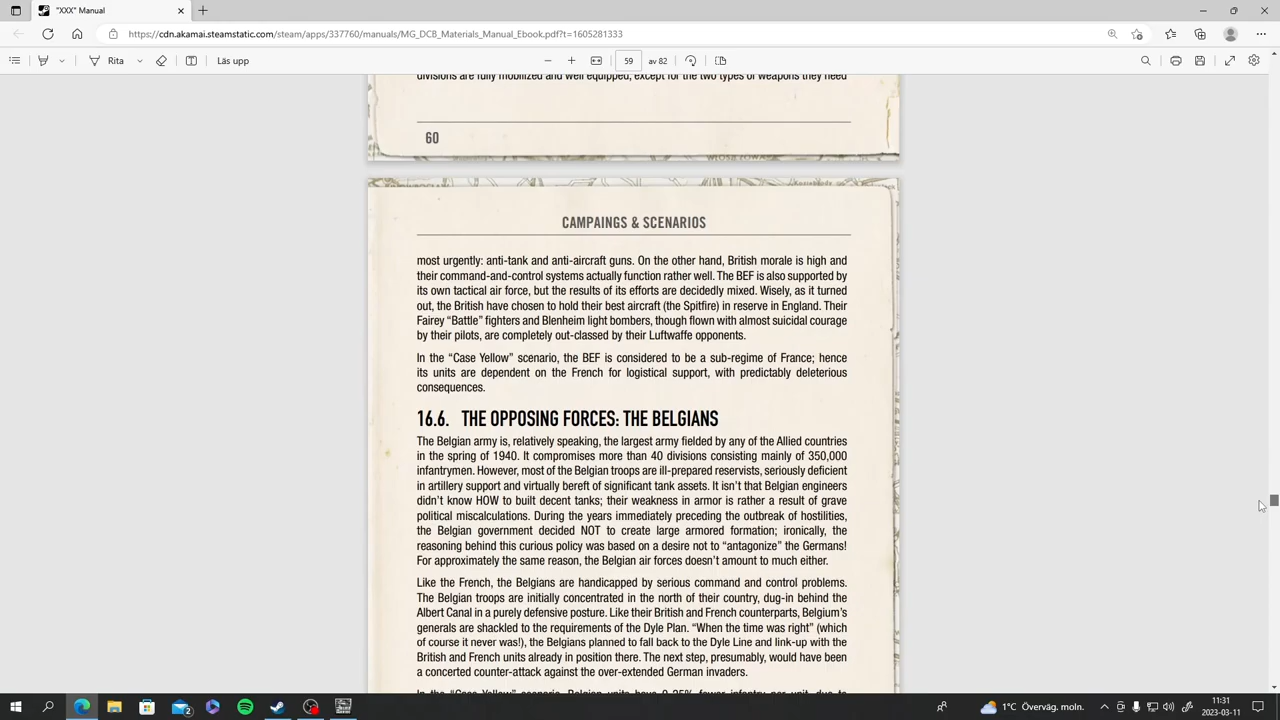 "XXX" Manual
https://cdn.akamai.steamstatic.com/steam/apps/337760/manuals/MG_DCB_Materials_Manual_Ebook.pdf?t=1605281333
Rita
Läs upp
59 av 82
divisions are fully mobilized and well equipped, except for the two types of weapons they need
60
CAMPAINGS & SCENARIOS
most urgently: anti-tank and anti-aircraft guns. On the other hand, British morale is high and
their command-and-control systems actually function rather well. The BEF is also supported by
its own tactical air force, but the results of its efforts are decidedly mixed. Wisely, as it turned
out, the British have chosen to hold their best aircraft (the Spitfire) in reserve in England. Their
Fairey “Battle” fighters and Blenheim light bombers, though flown with almost suicidal courage
by their pilots, are completely out-classed by their Luftwaffe opponents.
In the “Case Yellow” scenario, the BEF is considered to be a sub-regime of France; hence
its units are dependent on the French for logistical support, with predictably deleterious
consequences.
16.6. THE OPPOSING FORCES: THE BELGIANS
The Belgian army is, relatively speaking, the largest army fielded by any of the Allied countries
in the spring of 1940. It compromises more than 40 divisions consisting mainly of 350,000
infantrymen. However, most of the Belgian troops are ill-prepared reservists, seriously deficient
in artillery support and virtually bereft of significant tank assets. It isn’t that Belgian engineers
didn’t know HOW to built decent tanks; their weakness in armor is rather a result of grave
political miscalculations. During the years immediately preceding the outbreak of hostilities,
the Belgian government decided NOT to create large armored formation; ironically, the
reasoning behind this curious policy was based on a desire not to “antagonize” the Germans!
For approximately the same reason, the Belgian air forces doesn’t amount to much either.
Like the French, the Belgians are handicapped by serious command and control problems.
The Belgian troops are initially concentrated in the north of their country, dug-in behind the
Albert Canal in a purely defensive posture. Like their British and French counterparts, Belgium’s
generals are shackled to the requirements of the Dyle Plan. “When the time was right” (which
of course it never was!), the Belgians planned to fall back to the Dyle Line and link-up with the
British and French units already in position there. The next step, presumably, would have been
a concerted counter-attack against the over-extended German invaders.
In the “Case Yellow” scenario, Belgian units have 0-25% fewer infantry per unit, due to
1°C Överväg. moln.
11:31
2023-03-11